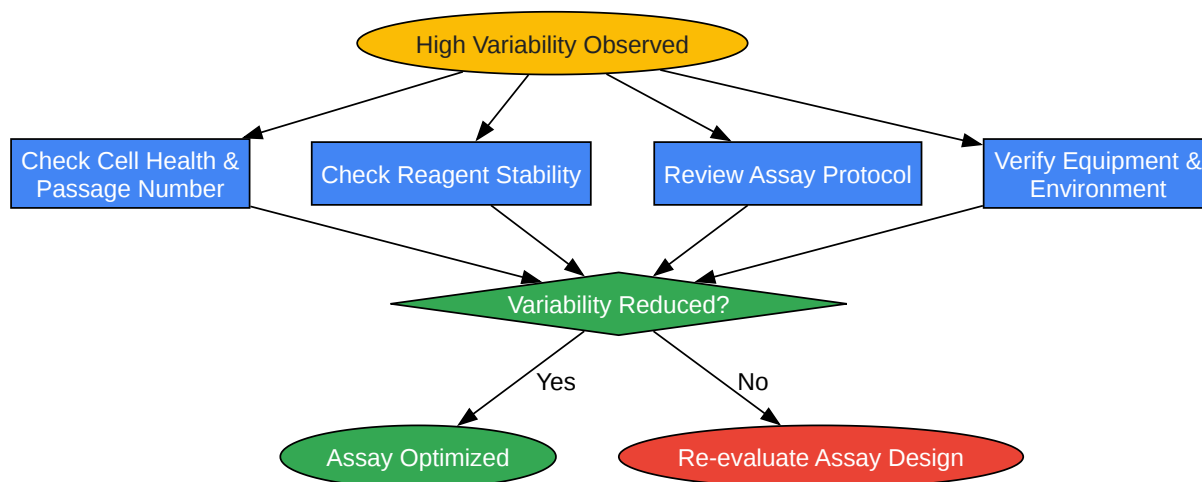 High Variability Observed
Check Cell Health &
Passage Number
Check Reagent Stability
Review Assay Protocol
Verify Equipment &
Environment
Variability Reduced?
Yes
No
Assay Optimized
Re-evaluate Assay Design